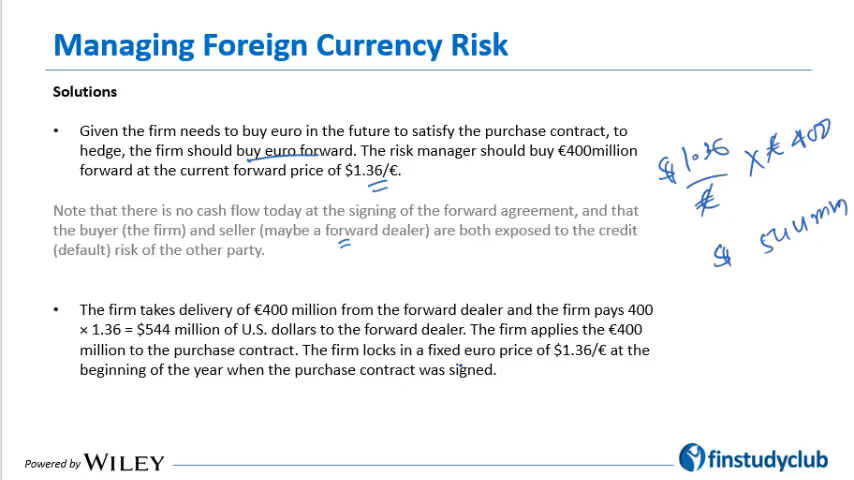 Managing Foreign Currency Risk
Solutions
• Given the firm needs to buy euro in the future to satisfy the purchase contract, to
hedge, the firm should buy euro forward. The risk manager should buy €400million
forward at the current forward price of $1.36/€.
Note that there is no cash flow today at the signing of the forward agreement, and that
the buyer (the firm) and seller (maybe a forward dealer) are both exposed to the credit
(default) risk of the other party.
• The firm takes delivery of €400 million from the forward dealer and the firm pays 400
× 1.36 = $544 million of U.S. dollars to the forward dealer. The firm applies the €400
million to the purchase contract. The firm locks in a fixed euro price of $1.36/€ at the
beginning of the year when the purchase contract was signed.
$1.36 × € 400
€
$ 544 mm
Powered by WILEY
finstudyclub